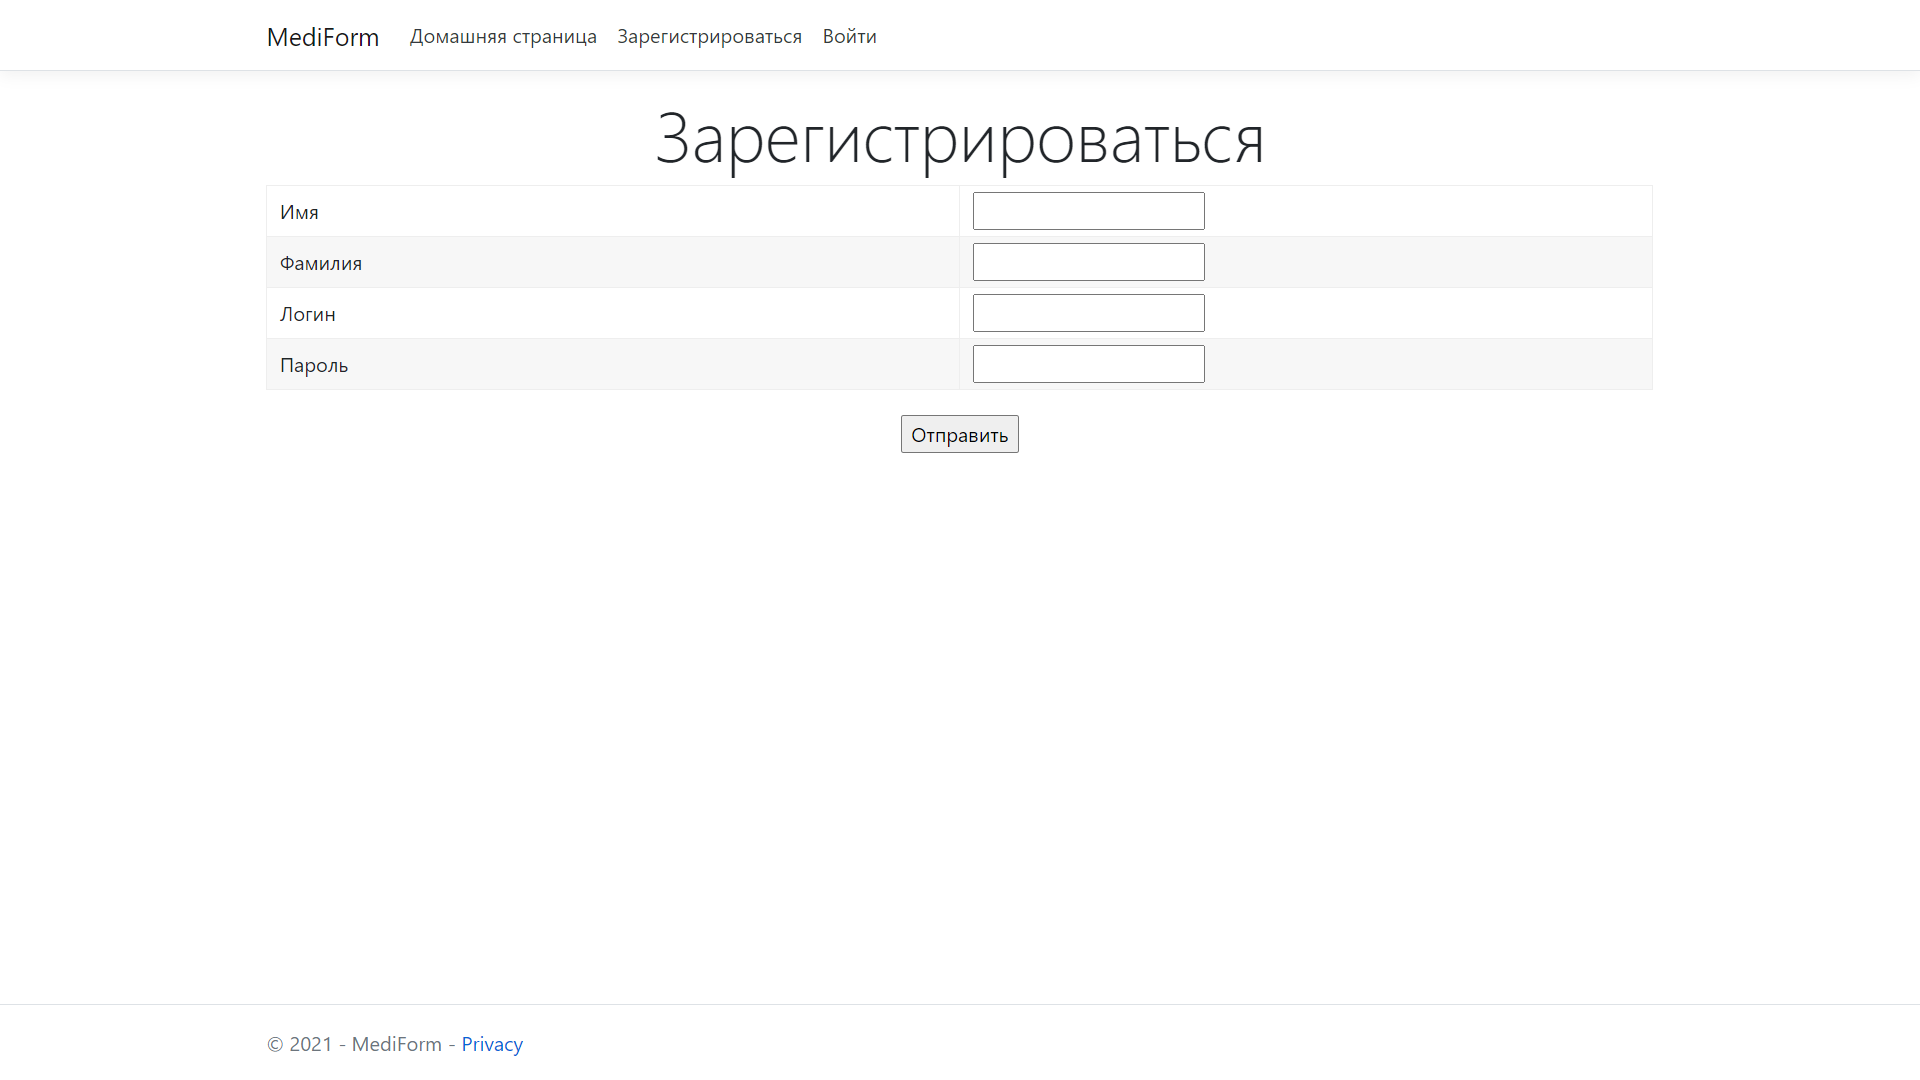 MediForm Домашняя страница Зарегистрироваться Войти
Зарегистрироваться
Имя
Фамилия
Логин
Пароль
Отправить
© 2021 - MediForm - Privacy